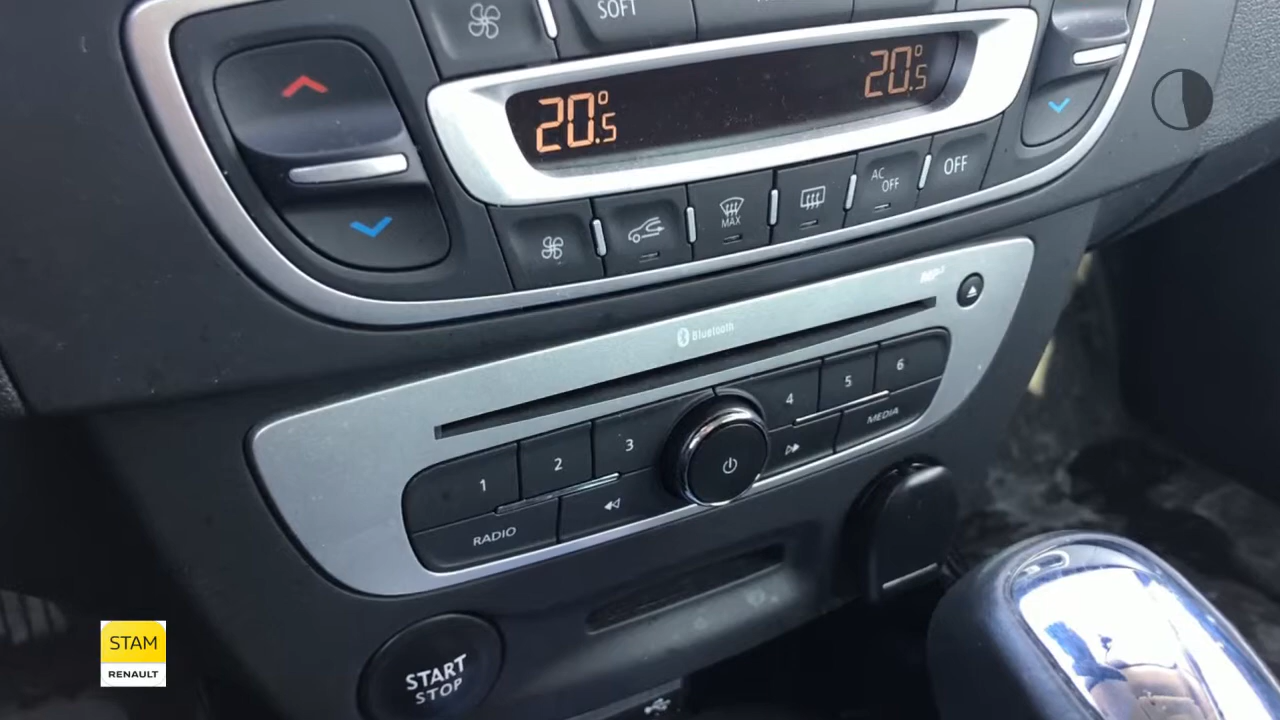 SOFT
20.5°
20.5°
MAX
AC
OFF
OFF
Bluetooth
1
2
3
4
5
6
RADIO
MEDIA
START
STOP
STAM
RENAULT